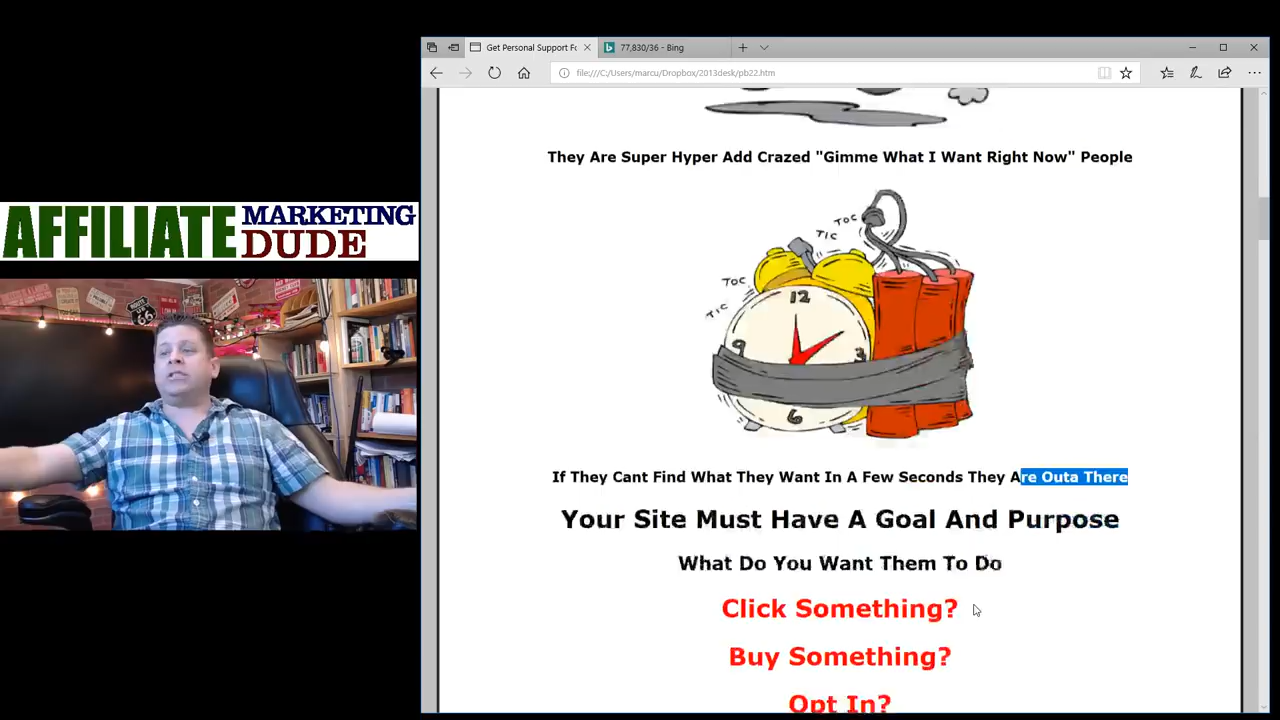 Get Personal Support Fo
77,830/36 - Bing
file:///C:/Users/marcu/Dropbox/2013desk/pb22.htm
They Are Super Hyper Add Crazed "Gimme What I Want Right Now" People
TOC
TIC
TOC
TIC
12
9
3
6
If They Cant Find What They Want In A Few Seconds They Are Outa There
Your Site Must Have A Goal And Purpose
What Do You Want Them To Do
Click Something?
Buy Something?
Opt In?
AFFILIATE MARKETING DUDE
66